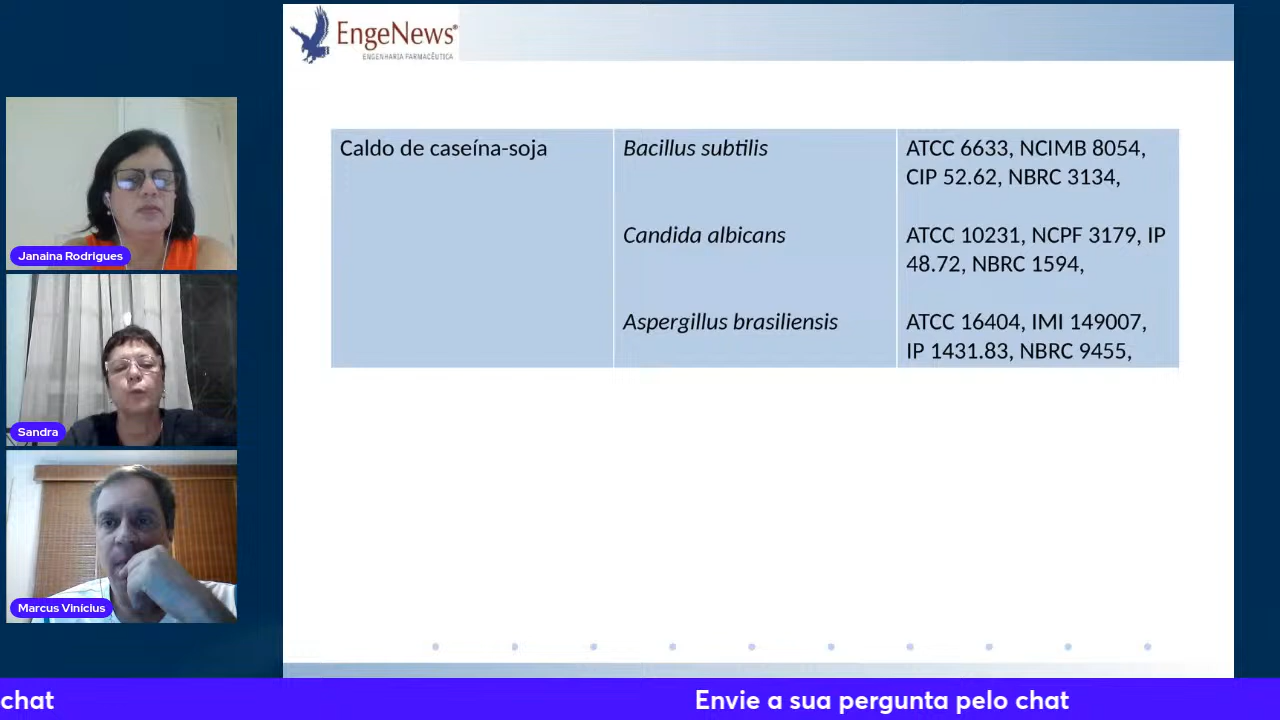 EngeNews®
ENGENHARIA FARMACÊUTICA
Caldo de caseína-soja
Bacillus subtilis
ATCC 6633, NCIMB 8054,
CIP 52.62, NBRC 3134,
Candida albicans
ATCC 10231, NCPF 3179, IP
48.72, NBRC 1594,
Aspergillus brasiliensis
ATCC 16404, IMI 149007,
IP 1431.83, NBRC 9455,
Janaina Rodrigues
Sandra
Marcus Vinícius
chat
Envie a sua pergunta pelo chat